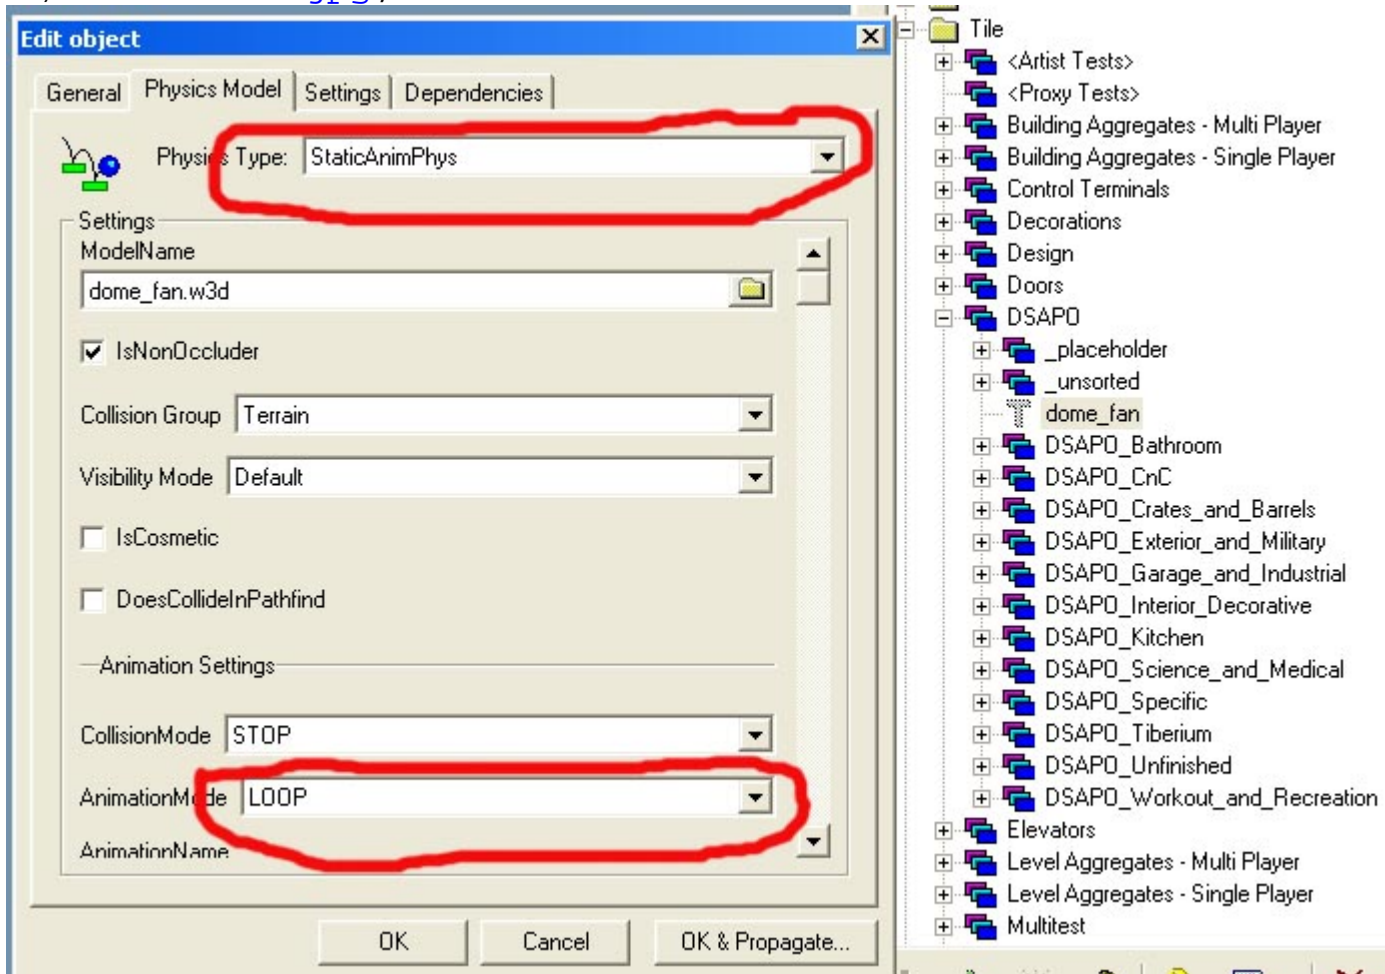 Edit object
General
Physics Model
Settings
Dependencies
Physics Type:
StaticAnimPhys
Settings
ModelName
dome_fan.w3d
IsNonOccluder
Collision Group
Terrain
Visibility Mode
Default
IsCosmetic
DoesCollideInPathfind
Animation Settings
CollisionMode
STOP
AnimationMode
LOOP
AnimationName
OK
Cancel
OK & Propagate...
Tile
<Artist Tests>
<Proxy Tests>
Building Aggregates - Multi Player
Building Aggregates - Single Player
Control Terminals
Decorations
Design
Doors
DSAPO
_placeholder
_unsorted
dome_fan
DSAPO_Bathroom
DSAPO_CnC
DSAPO_Crates_and_Barrels
DSAPO_Exterior_and_Military
DSAPO_Garage_and_Industrial
DSAPO_Interior_Decorative
DSAPO_Kitchen
DSAPO_Science_and_Medical
DSAPO_Specific
DSAPO_Tiberium
DSAPO_Unfinished
DSAPO_Workout_and_Recreation
Elevators
Level Aggregates - Multi Player
Level Aggregates - Single Player
Multitest